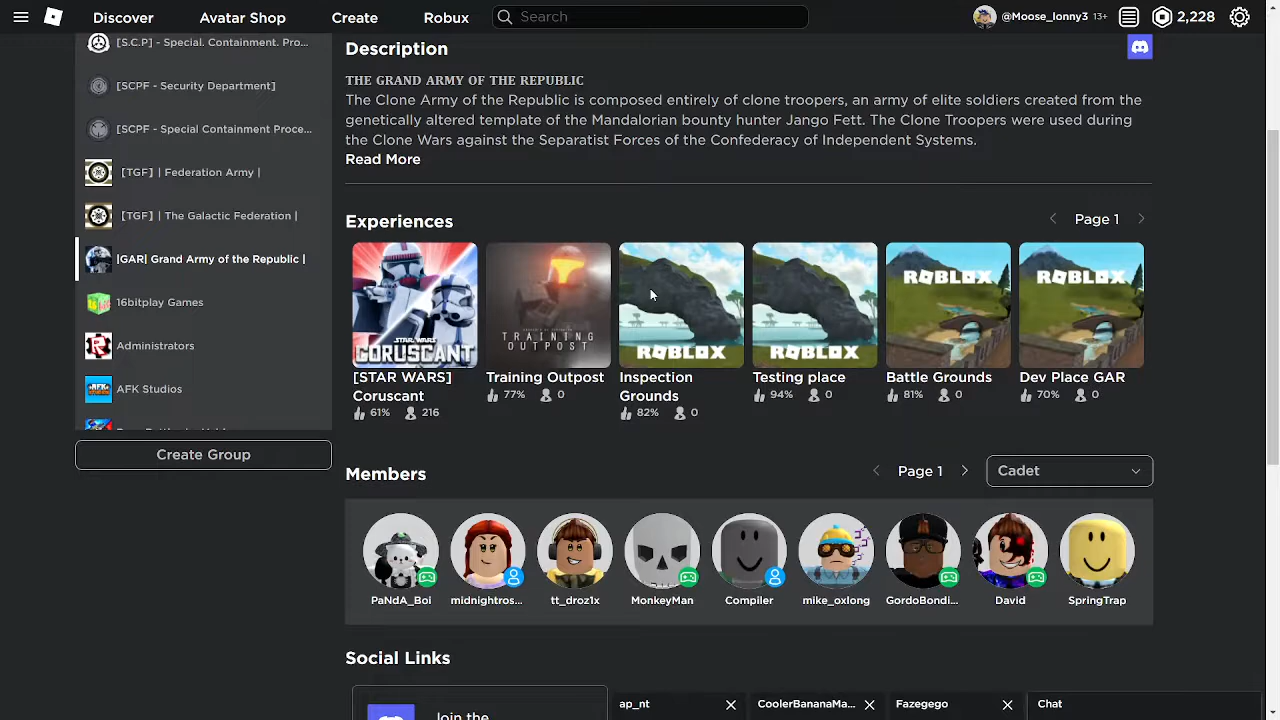 Discover Avatar Shop Create Robux Search @Moose_lonny3 13+ 2,228
[S.C.P] - Special. Containment. Pro...
[SCPF - Security Department]
[SCPF - Special Containment Proce...
[TGF] | Federation Army |
[TGF] | The Galactic Federation |
[GAR] Grand Army of the Republic |
16bitplay Games
Administrators
AFK Studios
Create Group
Description
THE GRAND ARMY OF THE REPUBLIC
The Clone Army of the Republic is composed entirely of clone troopers, an army of elite soldiers created from the
genetically altered template of the Mandalorian bounty hunter Jango Fett. The Clone Troopers were used during
the Clone Wars against the Separatist Forces of the Confederacy of Independent Systems.
Read More
Experiences
Page 1
STAR WARS
CORUSCANT
TRAINING
OUTPOST
ROBLOX
ROBLOX
ROBLOX
ROBLOX
[STAR WARS]
Coruscant
61% 216
Training Outpost
77% 0
Inspection
Grounds
82% 0
Testing place
94% 0
Battle Grounds
81% 0
Dev Place GAR
70% 0
Members
Page 1
Cadet
PaNdA_Boi midnightros... tt_droz1x MonkeyMan Compiler mike_oxlong GordoBondi... David SpringTrap
Social Links
Join the
ap_nt CoolerBananaMa... Fazegego Chat